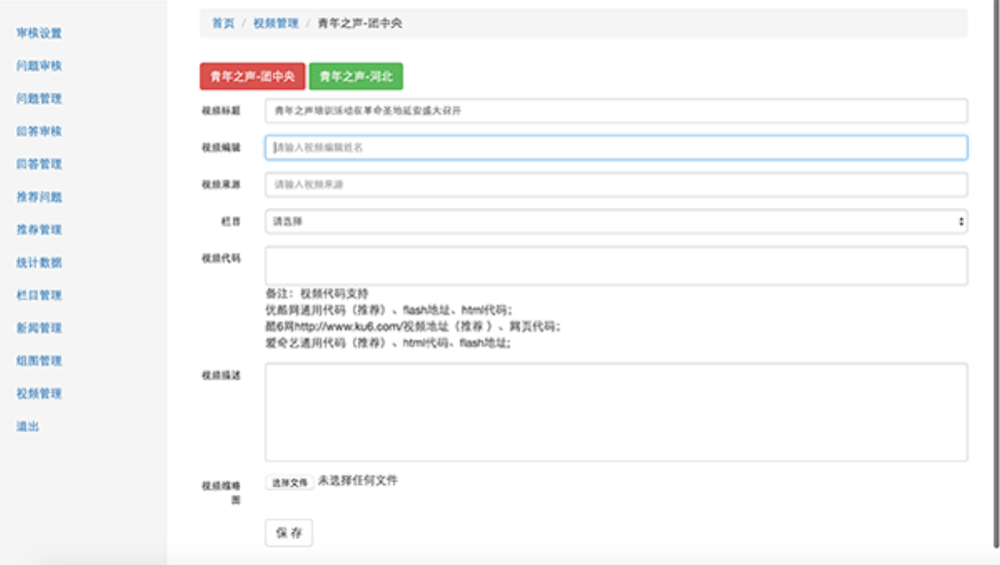 审核设置
问题审核
问题管理
回答审核
回答管理
推荐问题
推荐管理
统计数据
栏目管理
新闻管理
组图管理
视频管理
退出
首页 / 视频管理 / 青年之声-团中央
青年之声-团中央 青年之声-河北
视频标题 青年之声培训活动在革命圣地延安盛大召开
视频编辑 请输入视频编辑姓名
视频来源 请输入视频来源
栏目 请选择
视频代码
备注：视频代码支持
优酷网通用代码（推荐）、flash地址、html代码;
酷6网http://www.ku6.com/视频地址（推荐 ）、网页代码;
爱奇艺通用代码（推荐）、html代码、flash地址;
视频描述
视频缩略
图
选择文件 未选择任何文件
保 存